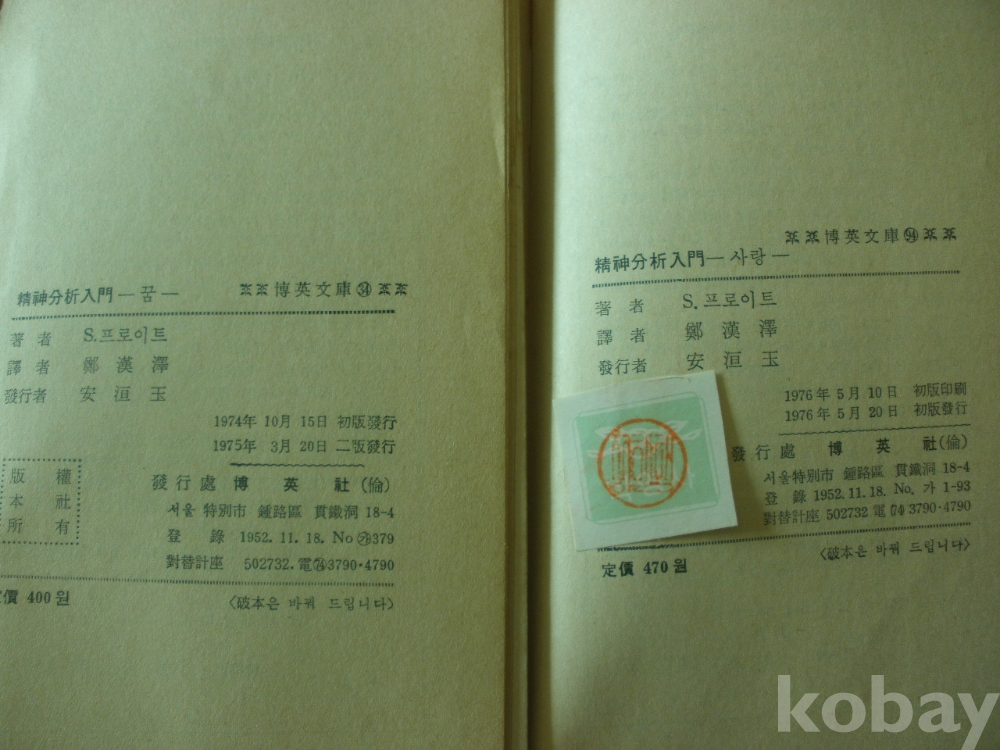 精神分析入門 ― 꿈 ― 博英文庫 34
著者 S.프로이트
譯者 鄭漢澤
發行者 安洹玉
1974年 10月 15日 初版發行
1975年 3月 20日 二版發行
版權
本社
所有
發行處 博英社 (倫)
서울 特別市 鍾路區 貫鐵洞 18-4
登錄 1952. 11. 18. No 가 379
對替計座 502732. 電 74 3790·4790
定價 400 원
〈破本은 바꿔 드립니다〉
博英文庫 94
精神分析入門 ― 사랑 ―
著者 S.프로이트
譯者 鄭漢澤
發行者 安洹玉
1976年 5月 10日 初版印刷
1976年 5月 20日 初版發行
發行處 博英社 (倫)
서울特別市 鍾路區 貫鐵洞 18-4
登錄 1952. 11. 18. No. 가 1-93
對替計座 502732 電 74 3790·4790
定價 470 원
〈破本은 바꿔 드립니다〉
kobay